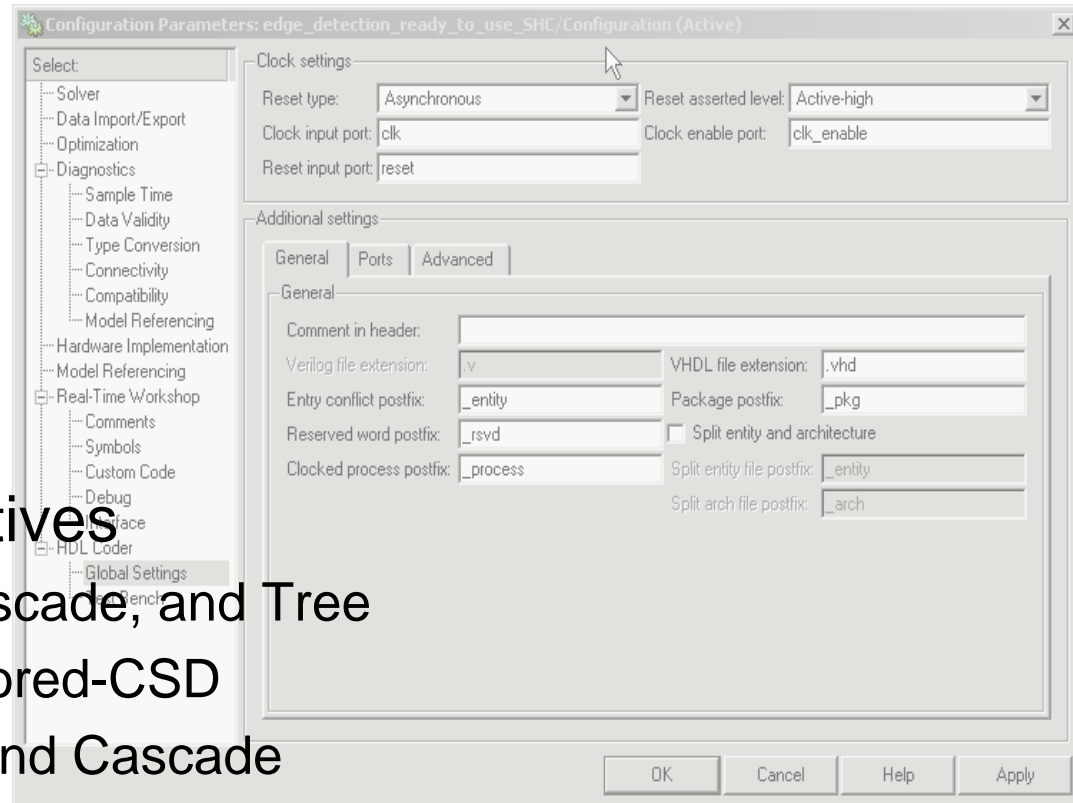 Configuration Parameters: edge_detection_ready_to_use_SHC/Configuration (Active)
Select:
Solver
Data Import/Export
Optimization
Diagnostics
Sample Time
Data Validity
Type Conversion
Connectivity
Compatibility
Model Referencing
Hardware Implementation
Model Referencing
Real-Time Workshop
Comments
Symbols
Custom Code
Debug
Interface
HDL Coder
Global Settings
Test Bench
Clock settings
Reset type: Asynchronous Reset asserted level: Active-high
Clock input port: clk Clock enable port: clk_enable
Reset input port: reset
Additional settings
General Ports Advanced
General
Comment in header:
Verilog file extension: .v VHDL file extension: .vhd
Entry conflict postfix: _entity Package postfix: _pkg
Reserved word postfix: _rsvd Split entity and architecture
Clocked process postfix: _process Split entity file postfix: _entity
Split arch file postfix: _arch
tives
scade, and Tree
ored-CSD
nd Cascade
OK Cancel Help Apply